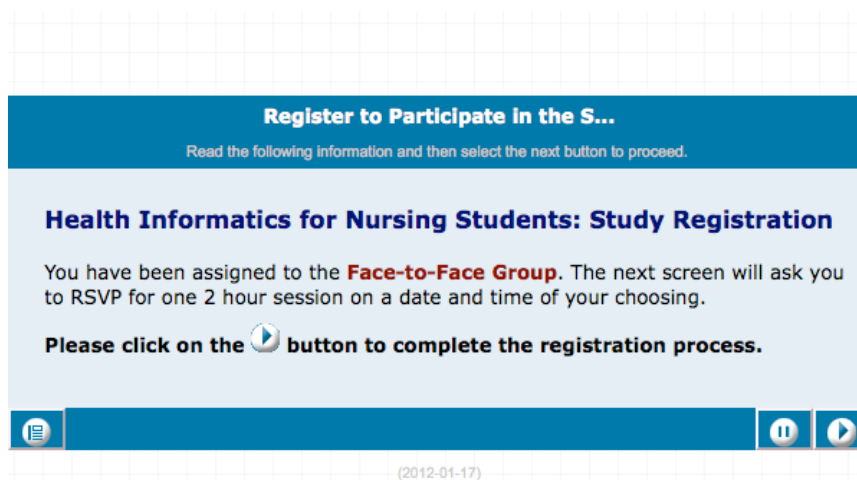 Register to Participate in the S...
Read the following information and then select the next button to proceed.
Health Informatics for Nursing Students: Study Registration
You have been assigned to the Face-to-Face Group. The next screen will ask you
to RSVP for one 2 hour session on a date and time of your choosing.
Please click on the button to complete the registration process.
(2012-01-17)